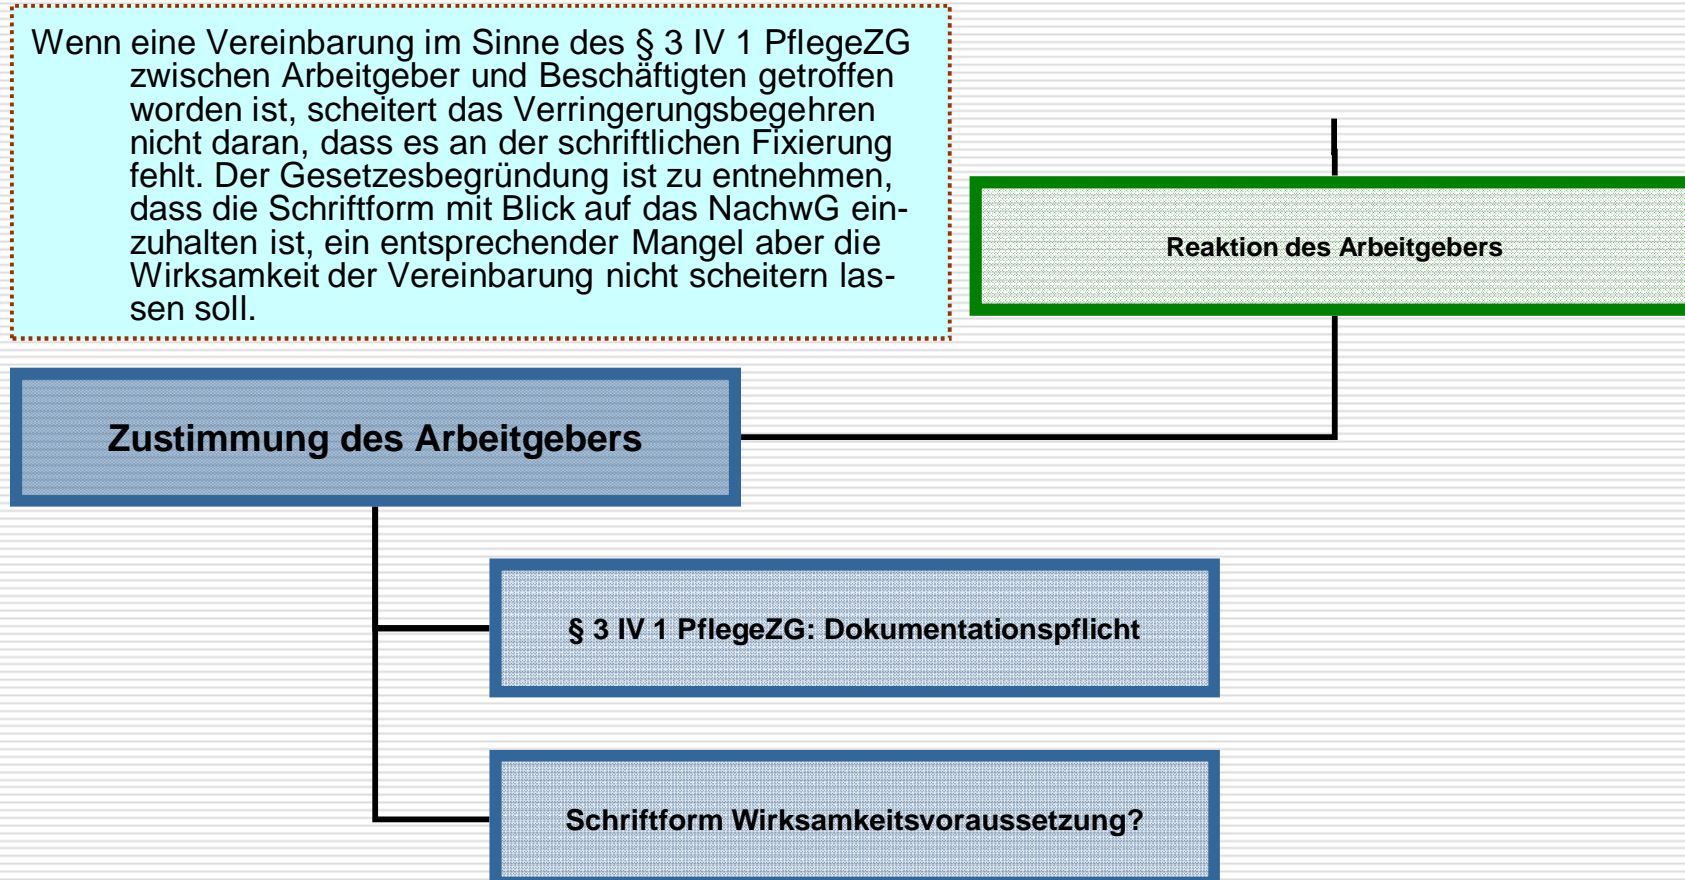 Wenn eine Vereinbarung im Sinne des § 3 IV 1 PflegeZG
zwischen Arbeitgeber und Beschäftigten getroffen
worden ist, scheitert das Verringerungsbegehren
nicht daran, dass es an der schriftlichen Fixierung
fehlt. Der Gesetzesbegründung ist zu entnehmen,
dass die Schriftform mit Blick auf das NachwG ein-
zuhalten ist, ein entsprechender Mangel aber die
Wirksamkeit der Vereinbarung nicht scheitern las-
sen soll.
Reaktion des Arbeitgebers
Zustimmung des Arbeitgebers
§ 3 IV 1 PflegeZG: Dokumentationspflicht
Schriftform Wirksamkeitsvoraussetzung?